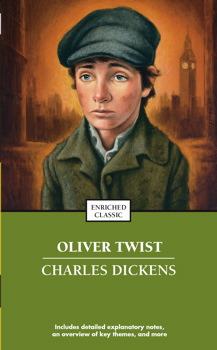 ENRICHED
CLASSIC
OLIVER TWIST
CHARLES DICKENS
Includes detailed explanatory notes,
an overview of key themes, and more